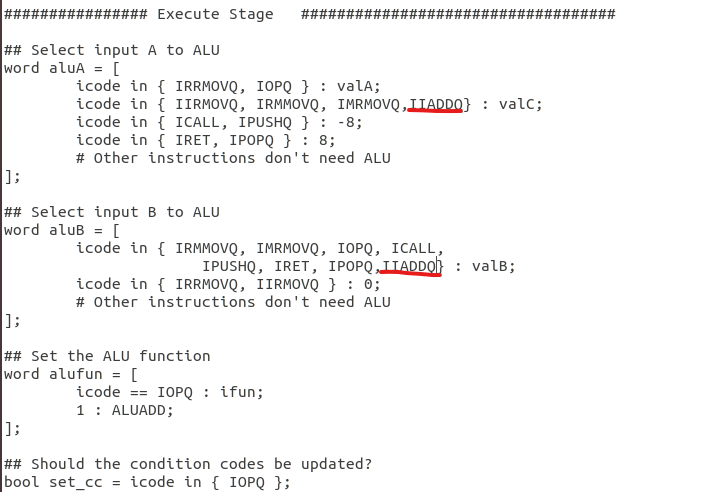 ################ Execute Stage   ###################################
## Select input A to ALU
word aluA = [
        icode in { IRRMOVQ, IOPQ } : valA;
        icode in { IIRMOVQ, IRMMOVQ, IMRMOVQ,IIADDQ} : valC;
        icode in { ICALL, IPUSHQ } : -8;
        icode in { IRET, IPOPQ } : 8;
        # Other instructions don't need ALU
];
## Select input B to ALU
word aluB = [
        icode in { IRMMOVQ, IMRMOVQ, IOPQ, ICALL,
                      IPUSHQ, IRET, IPOPQ,IIADDQ} : valB;
        icode in { IRRMOVQ, IIRMOVQ } : 0;
        # Other instructions don't need ALU
];
## Set the ALU function
word alufun = [
        icode == IOPQ : ifun;
        1 : ALUADD;
];
## Should the condition codes be updated?
bool set_cc = icode in { IOPQ };